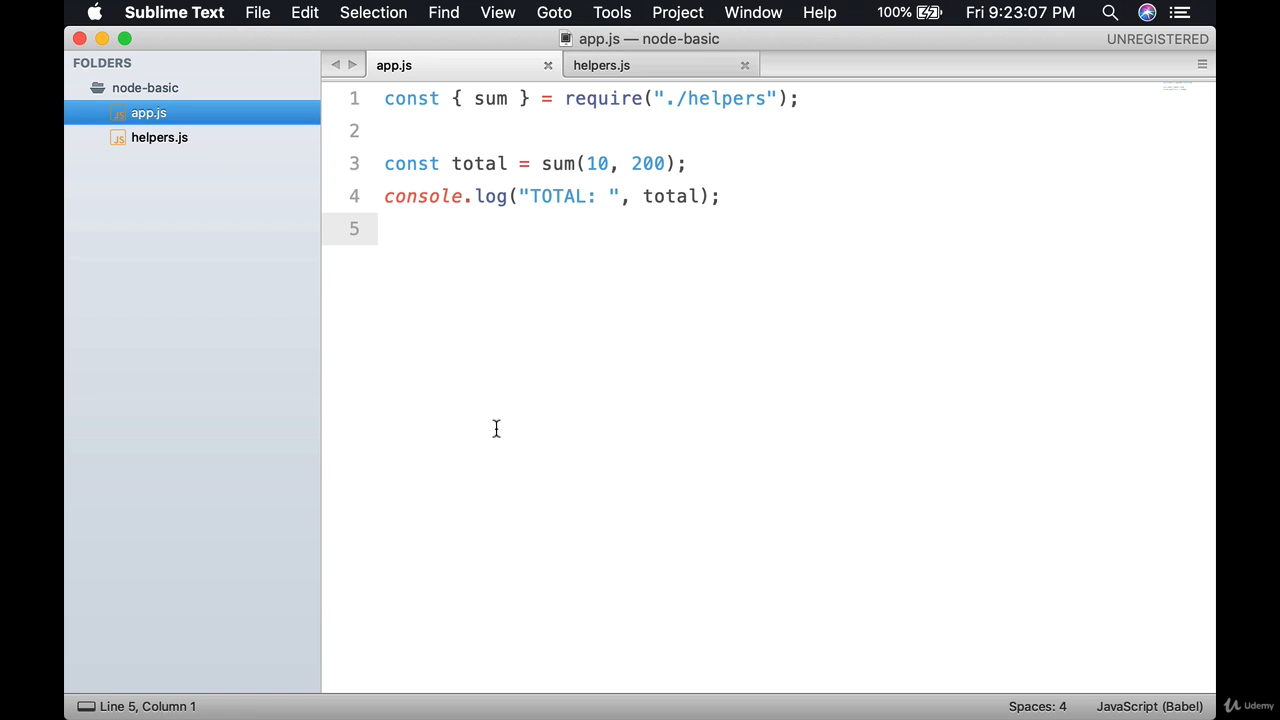 Sublime Text File Edit Selection Find View Goto Tools Project Window Help 100% Fri 9:23:07 PM
app.js — node-basic UNREGISTERED
FOLDERS
node-basic
app.js
helpers.js
app.js helpers.js
1 const { sum } = require("./helpers");
2
3 const total = sum(10, 200);
4 console.log("TOTAL: ", total);
5
Line 5, Column 1 Spaces: 4 JavaScript (Babel)
Udemy